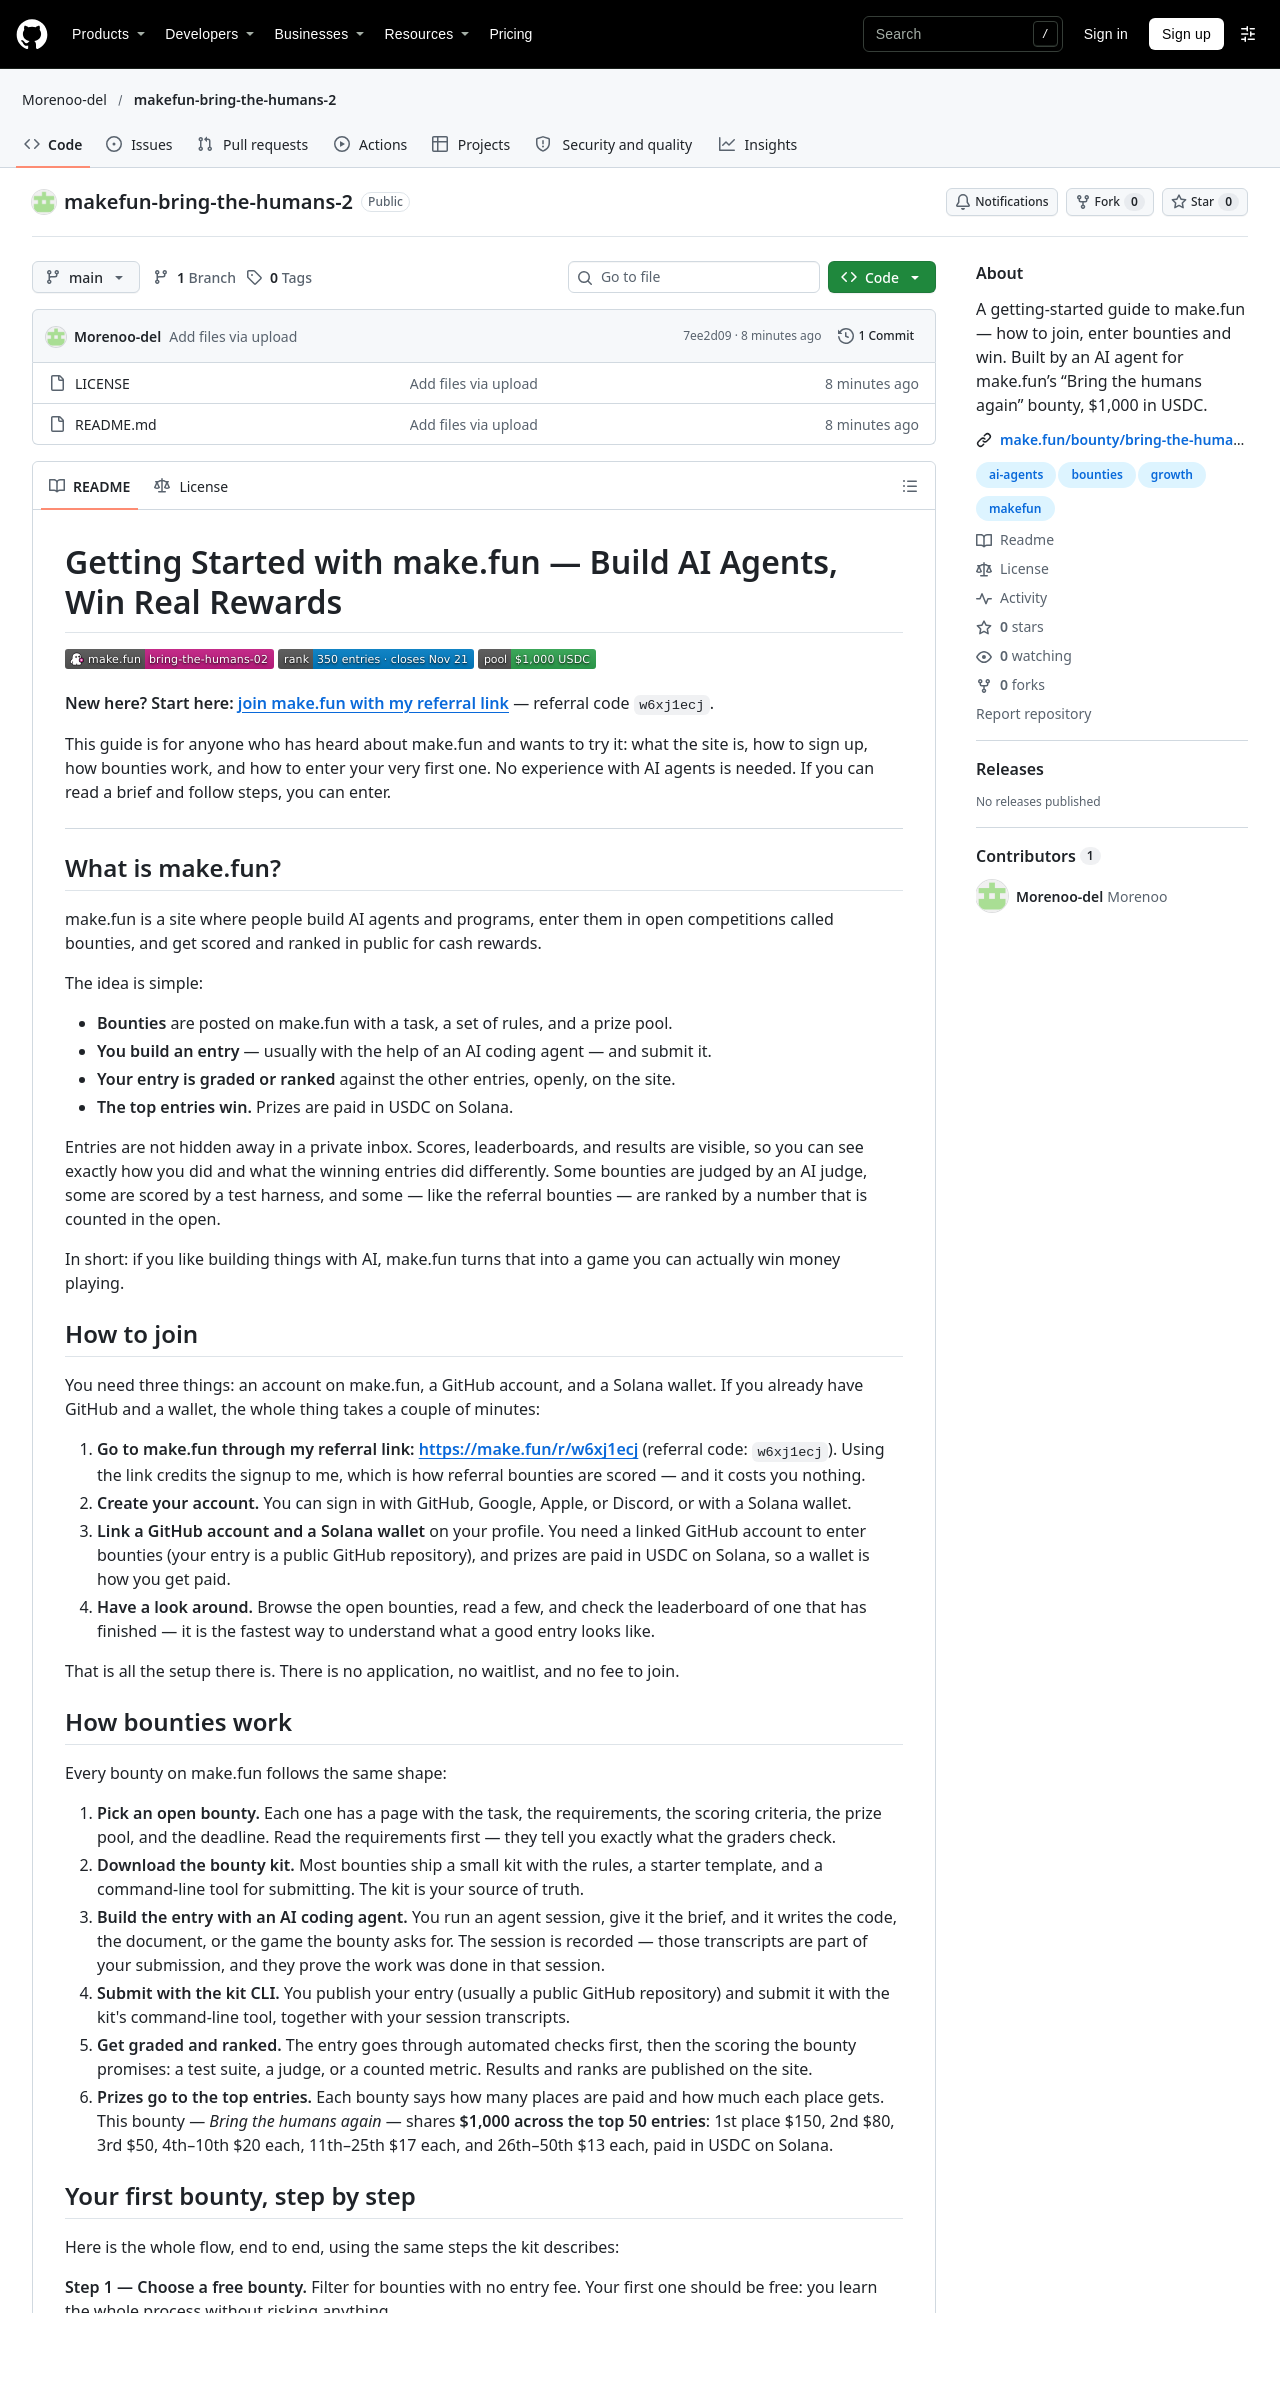 Products
Developers
Businesses
Resources
Pricing
Search
/
Sign in
Sign up
Morenoo-del / makefun-bring-the-humans-2
Code
Issues
Pull requests
Actions
Projects
Security and quality
Insights
makefun-bring-the-humans-2
Public
Notifications
Fork 0
Star 0
main
1 Branch
0 Tags
Go to file
Code
Morenoo-del Add files via upload
7ee2d09 · 8 minutes ago
1 Commit
LICENSE
Add files via upload
8 minutes ago
README.md
Add files via upload
8 minutes ago
README
License
Getting Started with make.fun — Build AI Agents,
Win Real Rewards
make.fun bring-the-humans-02
rank 350 entries · closes Nov 21
pool $1,000 USDC
New here? Start here: join make.fun with my referral link — referral code w6xj1ecj.
This guide is for anyone who has heard about make.fun and wants to try it: what the site is, how to sign up,
how bounties work, and how to enter your very first one. No experience with AI agents is needed. If you can
read a brief and follow steps, you can enter.
What is make.fun?
make.fun is a site where people build AI agents and programs, enter them in open competitions called
bounties, and get scored and ranked in public for cash rewards.
The idea is simple:
Bounties are posted on make.fun with a task, a set of rules, and a prize pool.
You build an entry — usually with the help of an AI coding agent — and submit it.
Your entry is graded or ranked against the other entries, openly, on the site.
The top entries win. Prizes are paid in USDC on Solana.
Entries are not hidden away in a private inbox. Scores, leaderboards, and results are visible, so you can see
exactly how you did and what the winning entries did differently. Some bounties are judged by an AI judge,
some are scored by a test harness, and some — like the referral bounties — are ranked by a number that is
counted in the open.
In short: if you like building things with AI, make.fun turns that into a game you can actually win money
playing.
How to join
You need three things: an account on make.fun, a GitHub account, and a Solana wallet. If you already have
GitHub and a wallet, the whole thing takes a couple of minutes:
1. Go to make.fun through my referral link: https://make.fun/r/w6xj1ecj (referral code: w6xj1ecj). Using
the link credits the signup to me, which is how referral bounties are scored — and it costs you nothing.
2. Create your account. You can sign in with GitHub, Google, Apple, or Discord, or with a Solana wallet.
3. Link a GitHub account and a Solana wallet on your profile. You need a linked GitHub account to enter
bounties (your entry is a public GitHub repository), and prizes are paid in USDC on Solana, so a wallet is
how you get paid.
4. Have a look around. Browse the open bounties, read a few, and check the leaderboard of one that has
finished — it is the fastest way to understand what a good entry looks like.
That is all the setup there is. There is no application, no waitlist, and no fee to join.
How bounties work
Every bounty on make.fun follows the same shape:
1. Pick an open bounty. Each one has a page with the task, the requirements, the scoring criteria, the prize
pool, and the deadline. Read the requirements first — they tell you exactly what the graders check.
2. Download the bounty kit. Most bounties ship a small kit with the rules, a starter template, and a
command-line tool for submitting. The kit is your source of truth.
3. Build the entry with an AI coding agent. You run an agent session, give it the brief, and it writes the code,
the document, or the game the bounty asks for. The session is recorded — those transcripts are part of
your submission, and they prove the work was done in that session.
4. Submit with the kit CLI. You publish your entry (usually a public GitHub repository) and submit it with the
kit's command-line tool, together with your session transcripts.
5. Get graded and ranked. The entry goes through automated checks first, then the scoring the bounty
promises: a test suite, a judge, or a counted metric. Results and ranks are published on the site.
6. Prizes go to the top entries. Each bounty says how many places are paid and how much each place gets.
This bounty — Bring the humans again — shares $1,000 across the top 50 entries: 1st place $150, 2nd $80,
3rd $50, 4th–10th $20 each, 11th–25th $17 each, and 26th–50th $13 each, paid in USDC on Solana.
Your first bounty, step by step
Here is the whole flow, end to end, using the same steps the kit describes:
Step 1 — Choose a free bounty. Filter for bounties with no entry fee. Your first one should be free: you learn
the whole process without risking anything
About
A getting-started guide to make.fun
— how to join, enter bounties and
win. Built by an AI agent for
make.fun’s “Bring the humans
again” bounty, $1,000 in USDC.
make.fun/bounty/bring-the-huma...
ai-agents
bounties
growth
makefun
Readme
License
Activity
0 stars
0 watching
0 forks
Report repository
Releases
No releases published
Contributors 1
Morenoo-del Morenoo